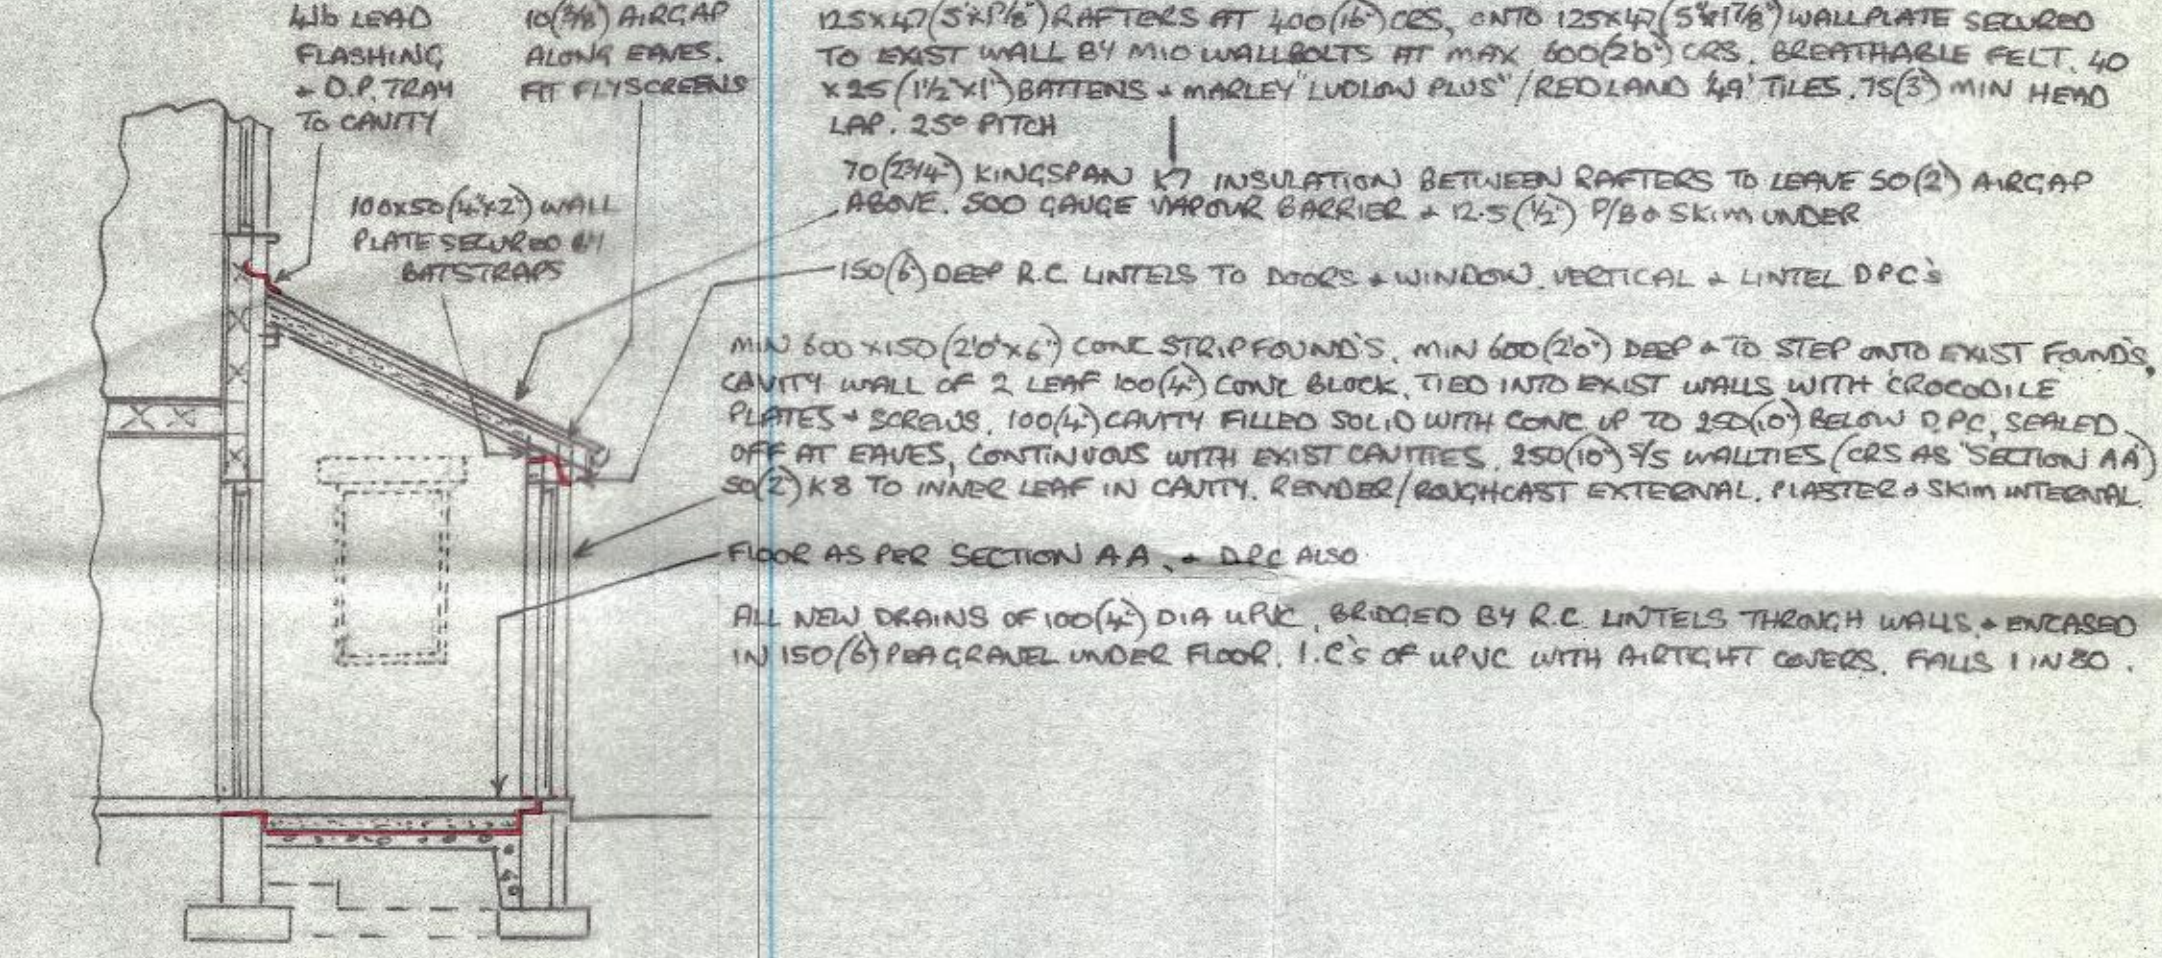 4lb LEAD
FLASHING
+ D.P. TRAY
TO CAVITY
10(3/8) AIRGAP
ALONG EAVES.
FIT FLYSCREENS
100x50(4"x2") WALL
PLATE SECURED BY
BATSTRAPS
125x47(5"x1 7/8") RAFTERS AT 400(16") CRS, ONTO 125x47(5"x1 7/8") WALLPLATE SECURED
TO EXIST WALL BY M10 WALLBOLTS AT MAX 600(2'0") CRS. BREATHABLE FELT. 40
x 25(1½"x1") BATTENS + MARLEY "LUDLOW PLUS"/REDLAND '49' TILES. 75(3") MIN HEAD
LAP. 25° PITCH
70(2 3/4") KINGSPAN K7 INSULATION BETWEEN RAFTERS TO LEAVE 50(2") AIRGAP
ABOVE. 500 GAUGE VAPOUR BARRIER + 12.5(½") P/B & SKIM UNDER
150(6") DEEP R.C. LINTELS TO DOORS + WINDOW. VERTICAL + LINTEL DPC's
MIN 600x150(2'0"x6") CONC STRIP FOUND'S. MIN 600(2'0") DEEP + TO STEP ONTO EXIST FOUND'S,
CAVITY WALL OF 2 LEAF 100(4") CONC BLOCK, TIED INTO EXIST WALLS WITH CROCODILE
PLATES + SCREWS. 100(4") CAVITY FILLED SOLID WITH CONC UP TO 250(10") BELOW DPC, SEALED
OFF AT EAVES, CONTINUOUS WITH EXIST CAVITIES. 250(10") S/S WALLTIES (CRS AS "SECTION AA")
50(2") K8 TO INNER LEAF IN CAVITY. RENDER/ROUGHCAST EXTERNAL. PLASTER & SKIM INTERNAL.
FLOOR AS PER SECTION AA, + DPC ALSO
ALL NEW DRAINS OF 100(4") DIA UPVC, BRIDGED BY R.C. LINTELS THROUGH WALLS, + ENCASED
IN 150(6") PEAGRAVEL UNDER FLOOR. I.C's OF UPVC WITH AIRTIGHT COVERS. FALLS 1 IN 80.